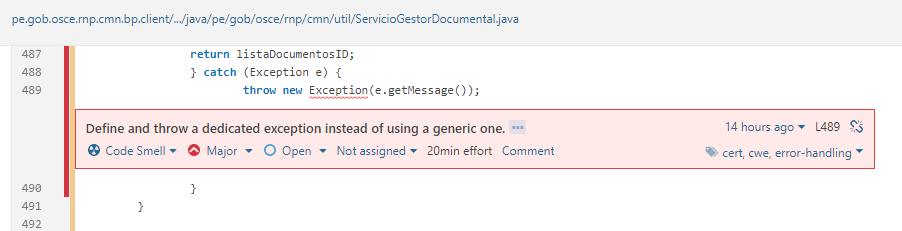 pe.gob.osce.rnp.cmn.bp.client/.../java/pe/gob/osce/rnp/cmn/util/ServicioGestorDocumental.java
487 return listaDocumentosID;
488 } catch (Exception e) {
489 throw new Exception(e.getMessage());
Define and throw a dedicated exception instead of using a generic one. ... 14 hours ago L489
Code Smell Major Open Not assigned 20min effort Comment cert, cwe, error-handling
490 }
491 }
492